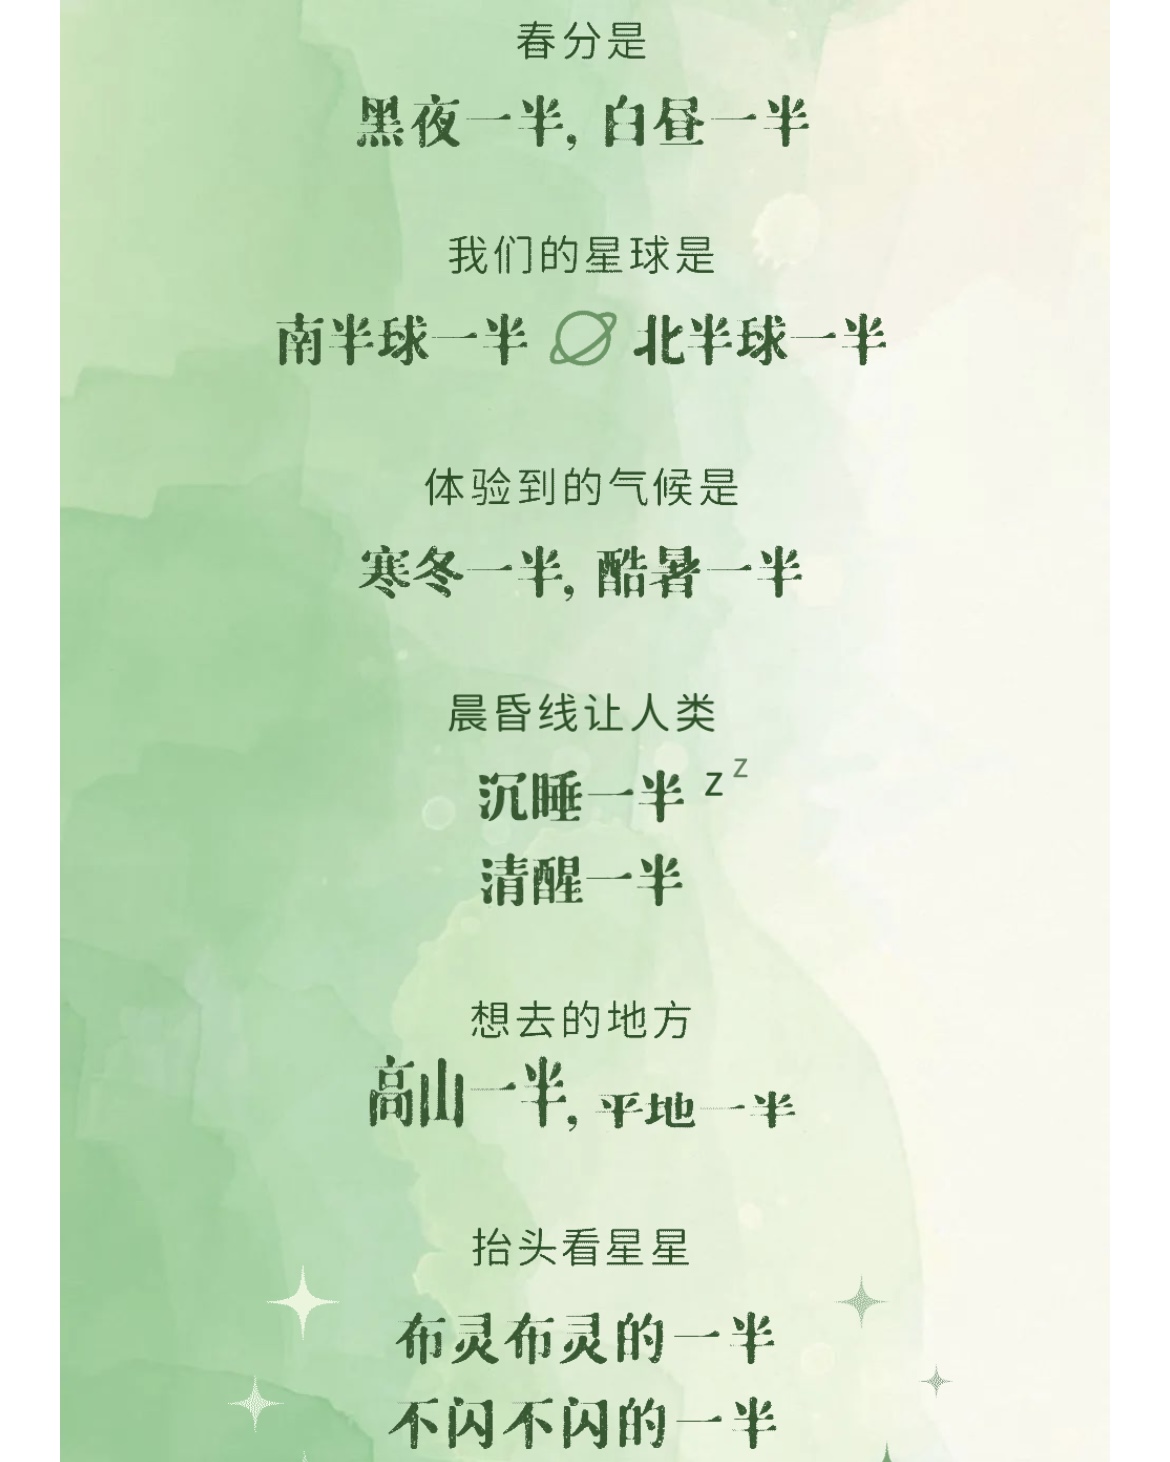 春分是
黑夜一半, 白昼一半
我们的星球是
南半球一半 北半球一半
体验到的气候是
寒冬一半, 酷暑一半
晨昏线让人类
沉睡一半 z z
清醒一半
想去的地方
高山一半, 平地一半
抬头看星星
布灵布灵的一半
不闪不闪的一半